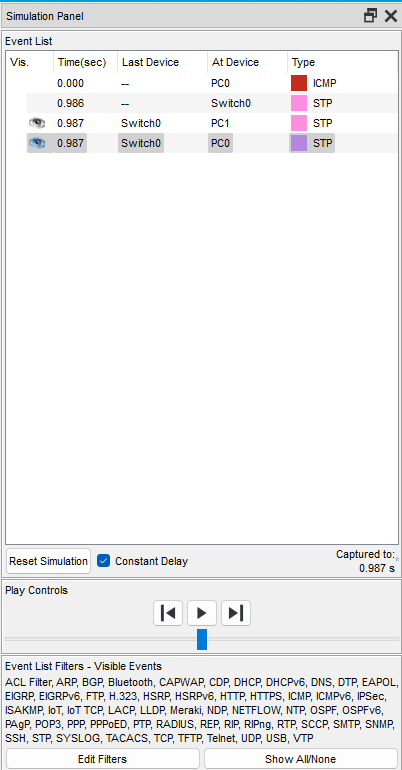 Simulation Panel
Event List
Vis. Time(sec) Last Device At Device Type
0.000 -- PC0 ICMP
0.986 -- Switch0 STP
0.987 Switch0 PC1 STP
0.987 Switch0 PC0 STP
Reset Simulation Constant Delay Captured to:
0.987 s
Play Controls
Event List Filters - Visible Events
ACL Filter, ARP, BGP, Bluetooth, CAPWAP, CDP, DHCP, DHCPv6, DNS, DTP, EAPOL,
EIGRP, EIGRPv6, FTP, H.323, HSRP, HSRPv6, HTTP, HTTPS, ICMP, ICMPv6, IPSec,
ISAKMP, IoT, IoT TCP, LACP, LLDP, Meraki, NDP, NETFLOW, NTP, OSPF, OSPFv6,
PAgP, POP3, PPP, PPPoED, PTP, RADIUS, REP, RIP, RIPng, RTP, SCCP, SMTP, SNMP,
SSH, STP, SYSLOG, TACACS, TCP, TFTP, Telnet, UDP, USB, VTP
Edit Filters Show All/None